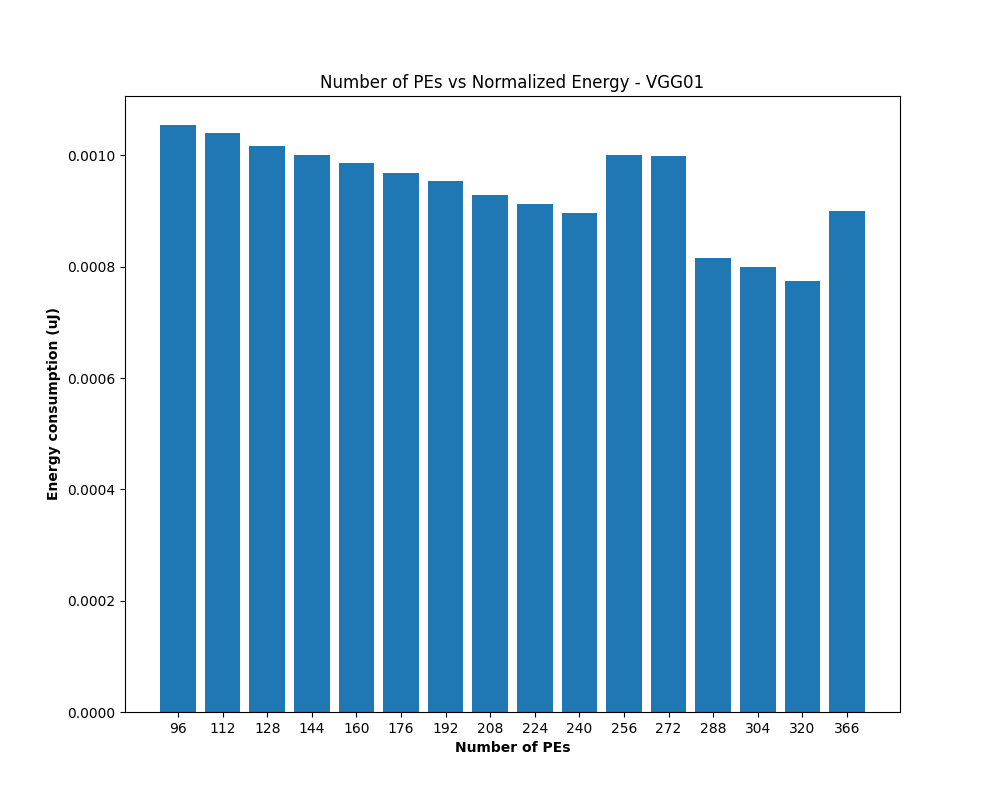 Number of PEs vs Normalized Energy - VGG01
Energy consumption (uJ)
0.0010
0.0008
0.0006
0.0004
0.0002
0.0000
96 112 128 144 160 176 192 208 224 240 256 272 288 304 320 366
Number of PEs